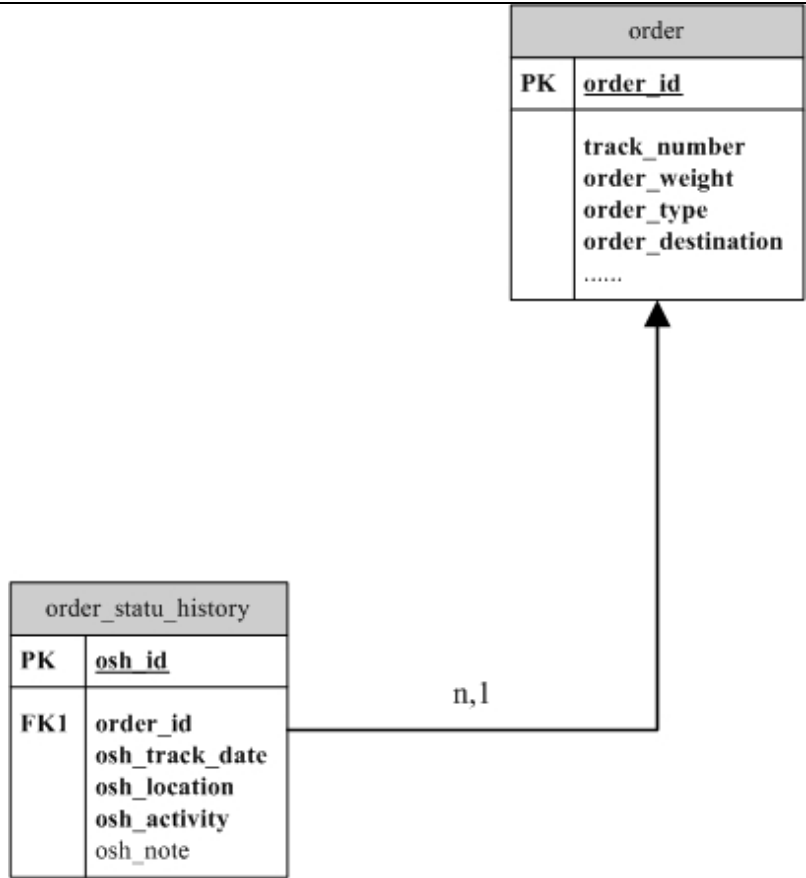 order
PK order_id
track_number
order_weight
order_type
order_destination
......
order_statu_history
PK osh_id
n,1
FK1 order_id
osh_track_date
osh_location
osh_activity
osh_note